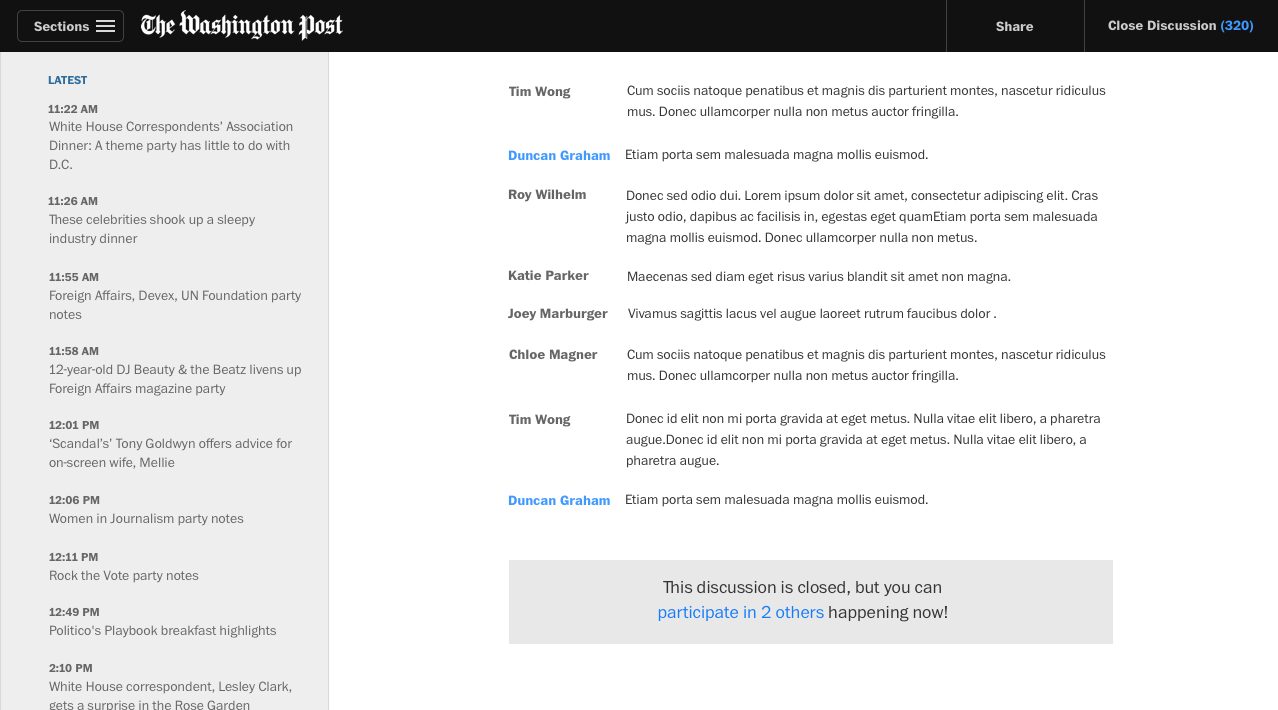 Sections
The Washington Post
Share
Close Discussion (320)
LATEST
11:22 AM
White House Correspondents’ Association
Dinner: A theme party has little to do with
D.C.
11:26 AM
These celebrities shook up a sleepy
industry dinner
11:55 AM
Foreign Affairs, Devex, UN Foundation party
notes
11:58 AM
12-year-old DJ Beauty & the Beatz livens up
Foreign Affairs magazine party
12:01 PM
‘Scandal’s’ Tony Goldwyn offers advice for
on-screen wife, Mellie
12:06 PM
Women in Journalism party notes
12:11 PM
Rock the Vote party notes
12:49 PM
Politico's Playbook breakfast highlights
2:10 PM
White House correspondent, Lesley Clark,
gets a surprise in the Rose Garden
Tim Wong
Cum sociis natoque penatibus et magnis dis parturient montes, nascetur ridiculus
mus. Donec ullamcorper nulla non metus auctor fringilla.
Duncan Graham
Etiam porta sem malesuada magna mollis euismod.
Roy Wilhelm
Donec sed odio dui. Lorem ipsum dolor sit amet, consectetur adipiscing elit. Cras
justo odio, dapibus ac facilisis in, egestas eget quamEtiam porta sem malesuada
magna mollis euismod. Donec ullamcorper nulla non metus.
Katie Parker
Maecenas sed diam eget risus varius blandit sit amet non magna.
Joey Marburger
Vivamus sagittis lacus vel augue laoreet rutrum faucibus dolor .
Chloe Magner
Cum sociis natoque penatibus et magnis dis parturient montes, nascetur ridiculus
mus. Donec ullamcorper nulla non metus auctor fringilla.
Tim Wong
Donec id elit non mi porta gravida at eget metus. Nulla vitae elit libero, a pharetra
augue.Donec id elit non mi porta gravida at eget metus. Nulla vitae elit libero, a
pharetra augue.
Duncan Graham
Etiam porta sem malesuada magna mollis euismod.
This discussion is closed, but you can
participate in 2 others happening now!